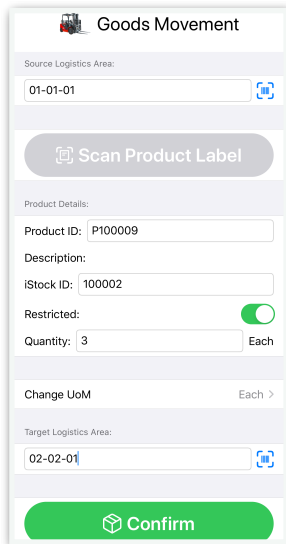 Goods Movement
Source Logistics Area:
01-01-01
Scan Product Label
Product Details:
Product ID: P100009
Description:
iStock ID: 100002
Restricted:
Quantity: 3 Each
Change UoM Each
Target Logistics Area:
02-02-01
Confirm